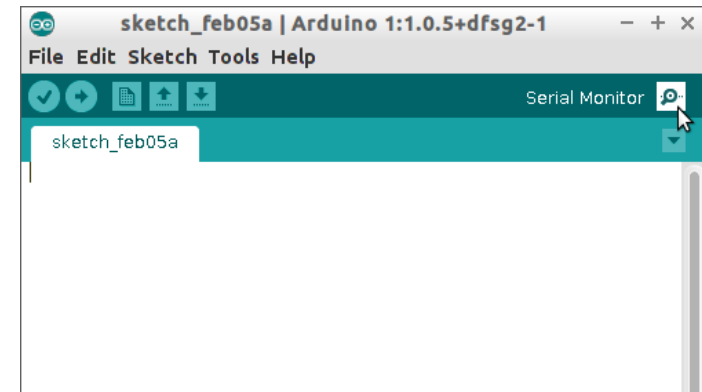 sketch_feb05a | Arduino 1:1.0.5+dfsg2-1
File Edit Sketch Tools Help
Serial Monitor
sketch_feb05a